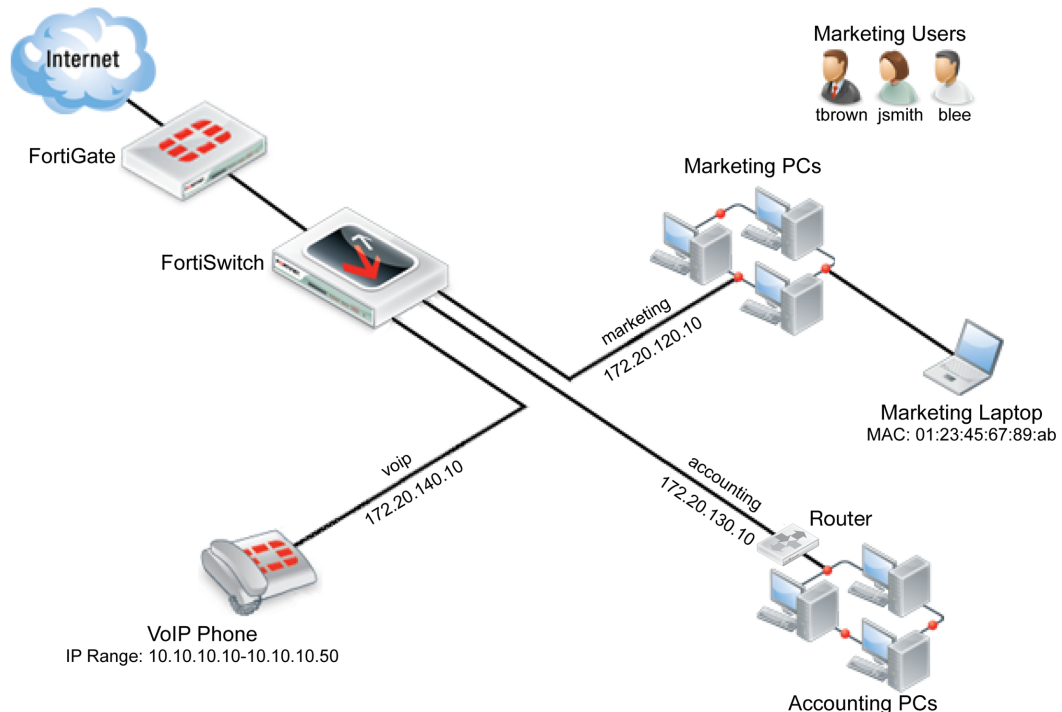 Internet
FortiGate
FortiSwitch
Marketing Users
tbrown jsmith blee
Marketing PCs
marketing
172.20.120.10
Marketing Laptop
MAC: 01:23:45:67:89:ab
voip
172.20.140.10
accounting
172.20.130.10
Router
VoIP Phone
IP Range: 10.10.10.10-10.10.10.50
Accounting PCs